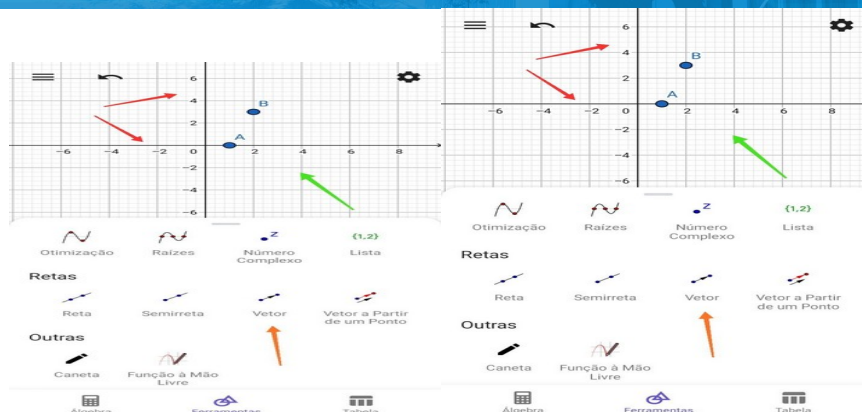 6
4
B
2
A
-6 -4 -2 0 2 4 6 8
-2
-4
-6
Otimização Raízes Número Complexo Lista
{1,2}
Retas
Reta Semirreta Vetor Vetor a Partir de um Ponto
Outras
Caneta Função à Mão Livre
Álgebra Ferramentas Tabela
6
4
B
2
A
-6 -4 -2 0 2 4 6 8
-2
-4
-6
Z
{1,2}
Otimização Raízes Número Complexo Lista
Retas
Reta Semirreta Vetor Vetor a Partir de um Ponto
Outras
Caneta Função à Mão Livre
Álgebra Ferramentas Tabela